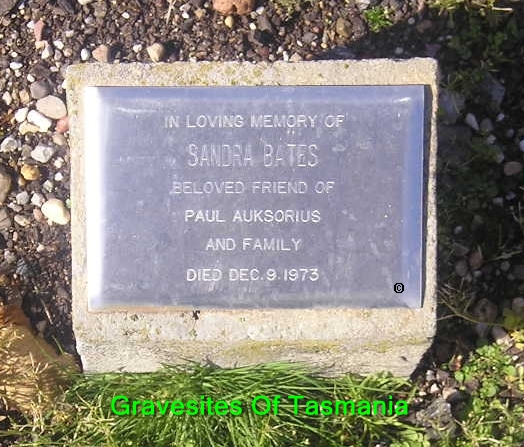 IN LOVING MEMORY OF
SANDRA BATES
BELOVED FRIEND OF
PAUL AUKSORIUS
AND FAMILY
DIED DEC. 9. 1973
©
Gravesites Of Tasmania